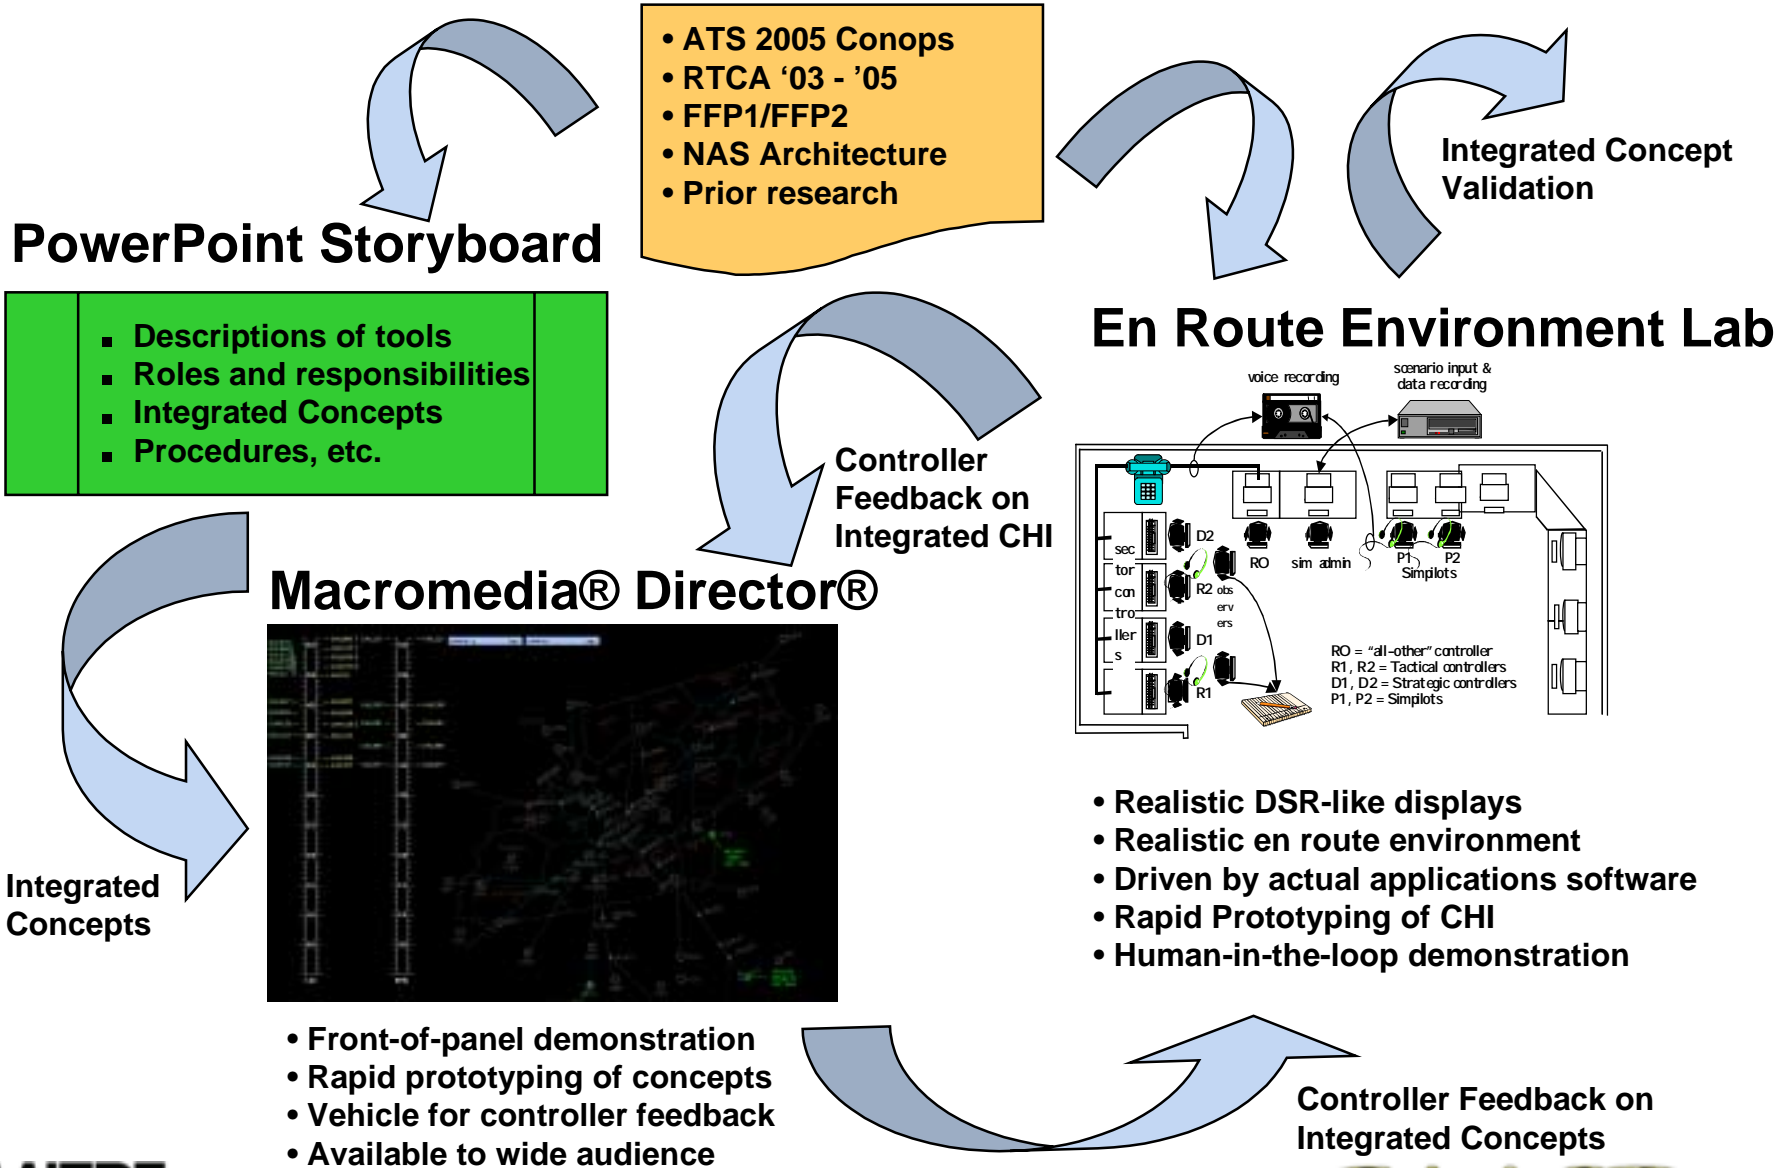 • ATS 2005 Conops
• RTCA ‘03 - ’05
• FFP1/FFP2
• NAS Architecture
• Prior research
Integrated Concept
Validation
PowerPoint Storyboard
▪ Descriptions of tools
▪ Roles and responsibilities
▪ Integrated Concepts
▪ Procedures, etc.
En Route Environment Lab
voice recording
scenario input &
data recording
Controller
Feedback on
Integrated CHI
sec
tor
con
tro
ller
s
D2
R2
D1
R1
obs
erv
ers
RO
sim admin
P1
P2
Simpilots
RO = “all-other” controller
R1, R2 = Tactical controllers
D1, D2 = Strategic controllers
P1, P2 = Simpilots
Macromedia® Director®
Integrated
Concepts
• Realistic DSR-like displays
• Realistic en route environment
• Driven by actual applications software
• Rapid Prototyping of CHI
• Human-in-the-loop demonstration
• Front-of-panel demonstration
• Rapid prototyping of concepts
• Vehicle for controller feedback
• Available to wide audience
Controller Feedback on
Integrated Concepts